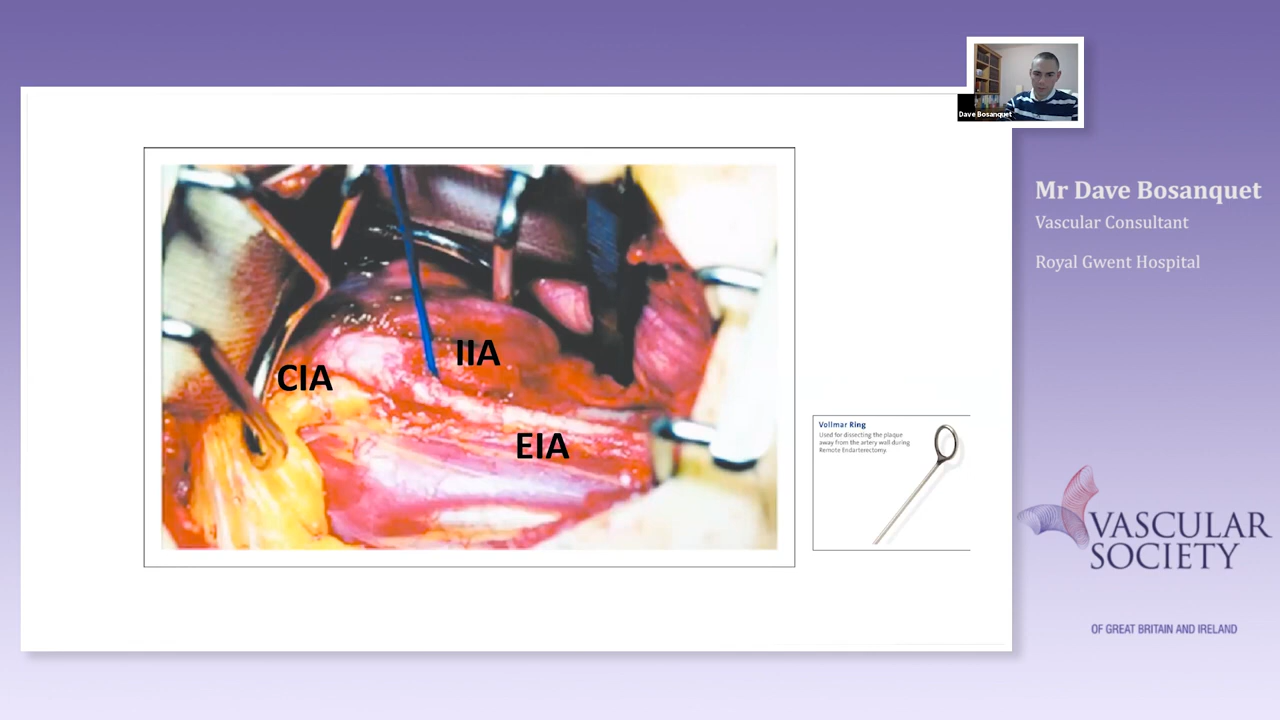 Dave Bosanquet
Mr Dave Bosanquet
Vascular Consultant
Royal Gwent Hospital
CIA
IIA
EIA
Vollmar Ring
Used for dissecting the plaque
away from the artery wall during
Remote Endarterectomy.
VASCULAR
SOCIETY
OF GREAT BRITAIN AND IRELAND